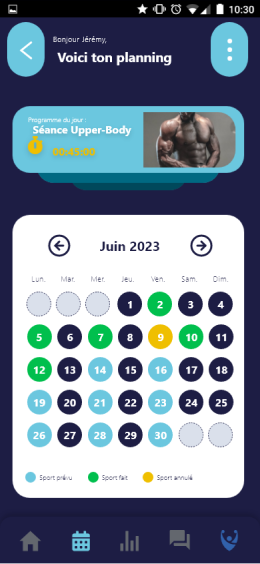 10:30
Bonjour Jérémy,
Voici ton planning
Programme du jour :
Séance Upper-Body
00:45:00
Juin 2023
Lun. Mar. Mer. Jeu. Ven. Sam. Dim.
1 2 3 4
5 6 7 8 9 10 11
12 13 14 15 16 17 18
19 20 21 22 23 24 25
26 27 28 29 30
Sport prévu Sport fait Sport annulé